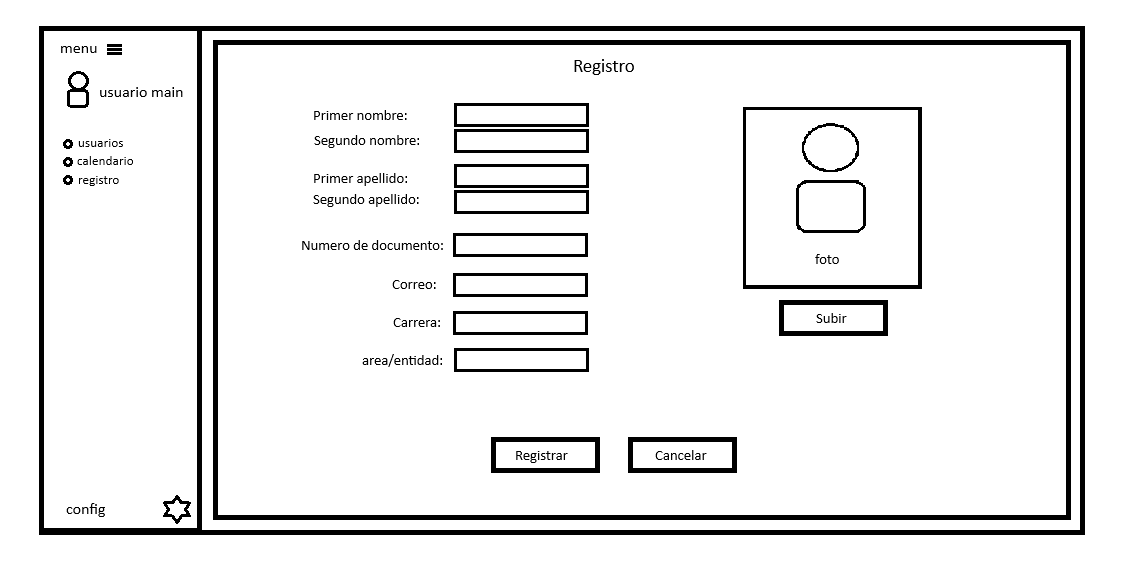 menu
usuario main
usuarios
calendario
registro
config
Registro
Primer nombre:
Segundo nombre:
Primer apellido:
Segundo apellido:
Numero de documento:
Correo:
Carrera:
area/entidad:
foto
Subir
Registrar
Cancelar